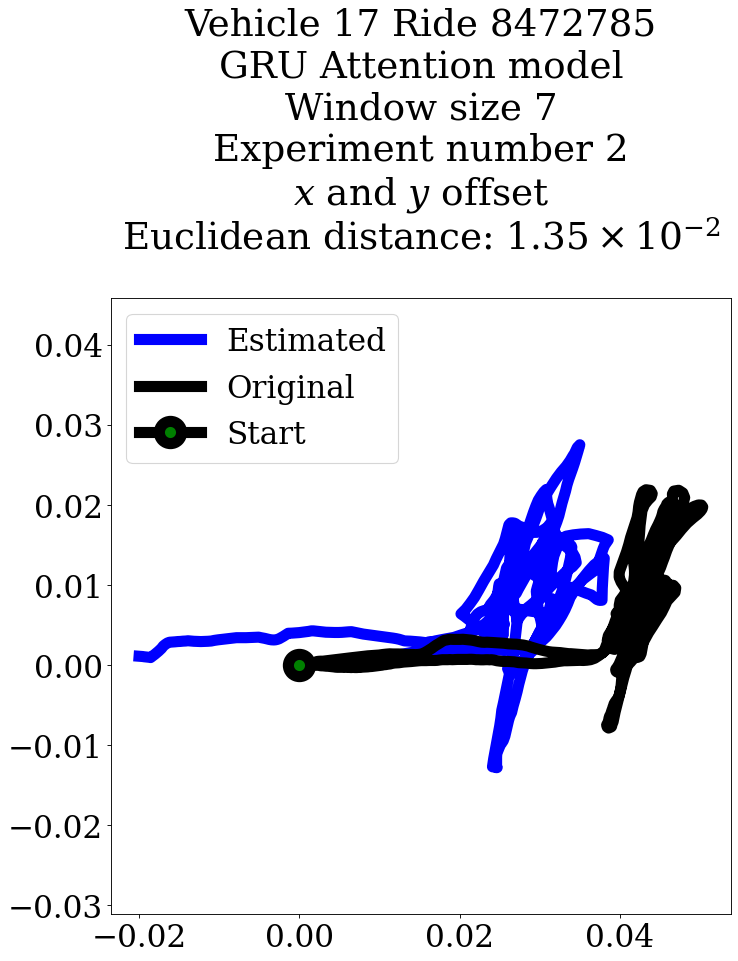 Vehicle 17 Ride 8472785
GRU Attention model
Window size 7
Experiment number 2
x and y offset
Euclidean distance: 1.35 × 10⁻²
Estimated
Original
Start
0.04
0.03
0.02
0.01
0.00
−0.01
−0.02
−0.03
−0.02 0.00 0.02 0.04